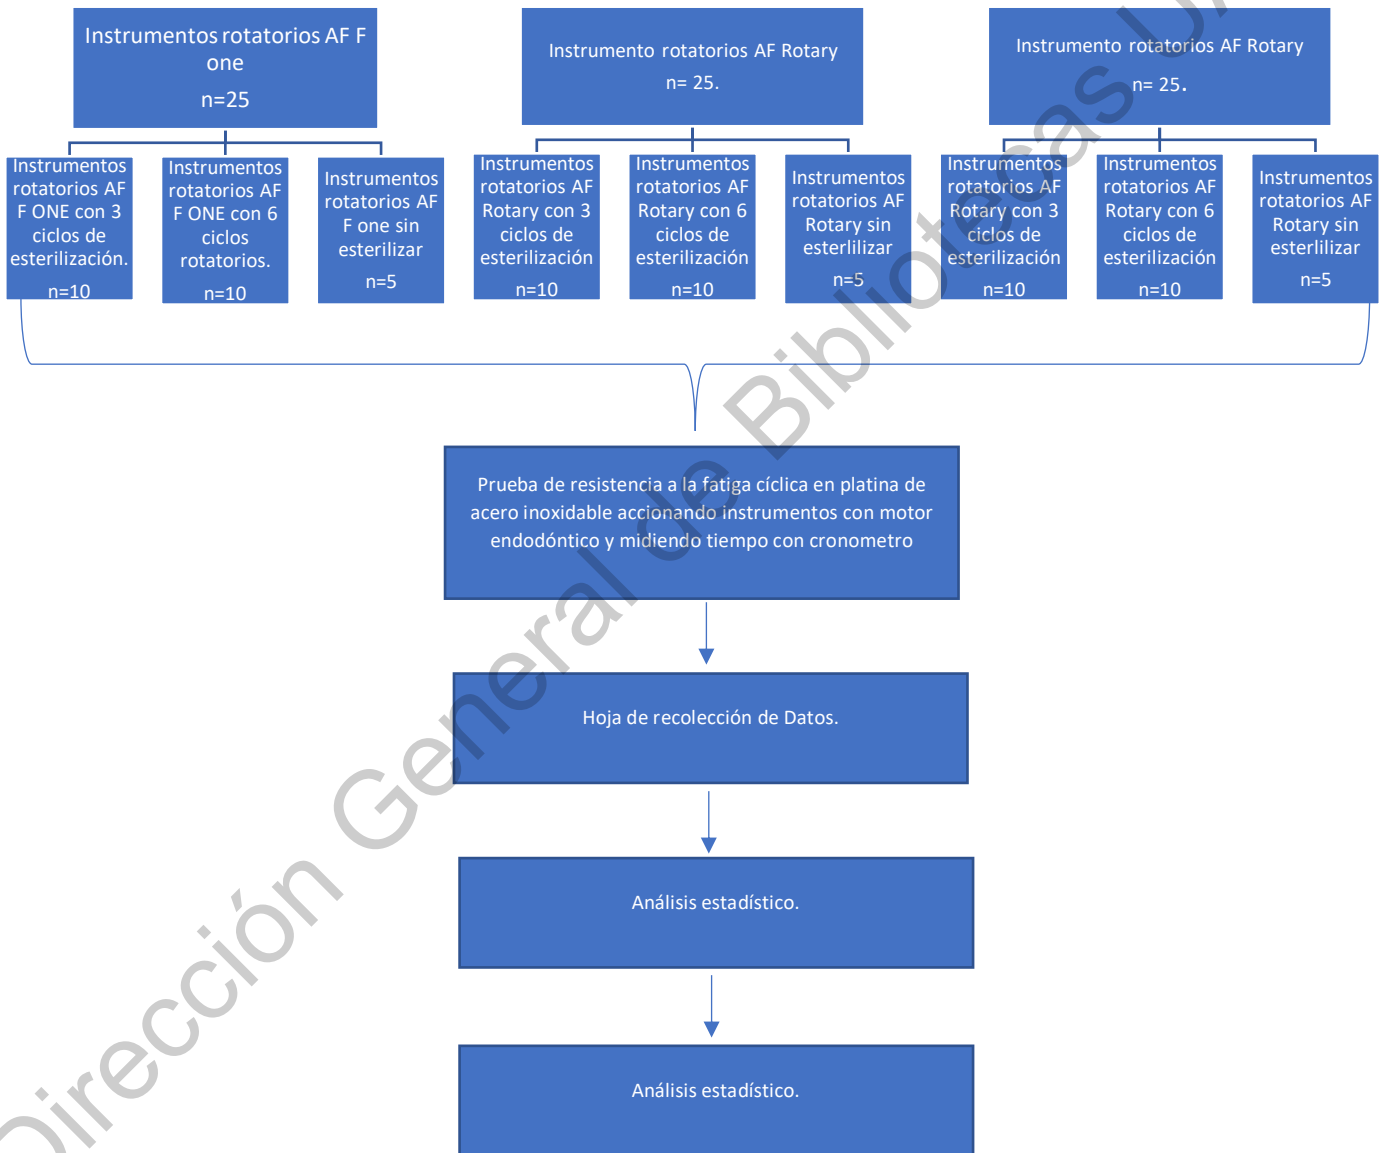 Instrumentos rotatorios AF F
one
n=25
Instrumento rotatorios AF Rotary
n= 25.
Instrumento rotatorios AF Rotary
n= 25.
Instrumentos
rotatorios AF
F ONE con 3
ciclos de
esterilización.
n=10
Instrumentos
rotatorios AF
F ONE con 6
ciclos
rotatorios.
n=10
Instrumentos
rotatorios AF
F one sin
esterilizar
n=5
Instrumentos
rotatorios AF
Rotary con 3
ciclos de
esterilización
n=10
Instrumentos
rotatorios AF
Rotary con 6
ciclos de
esterilización
n=10
Instrumentos
rotatorios AF
Rotary sin
esterlilizar
n=5
Instrumentos
rotatorios AF
Rotary con 3
ciclos de
esterilización
n=10
Instrumentos
rotatorios AF
Rotary con 6
ciclos de
esterilización
n=10
Instrumentos
rotatorios AF
Rotary sin
esterlilizar
n=5
Prueba de resistencia a la fatiga cíclica en platina de
acero inoxidable accionando instrumentos con motor
endodóntico y midiendo tiempo con cronometro
Hoja de recolección de Datos.
Análisis estadístico.
Análisis estadístico.
Dirección General de Bibliotecas